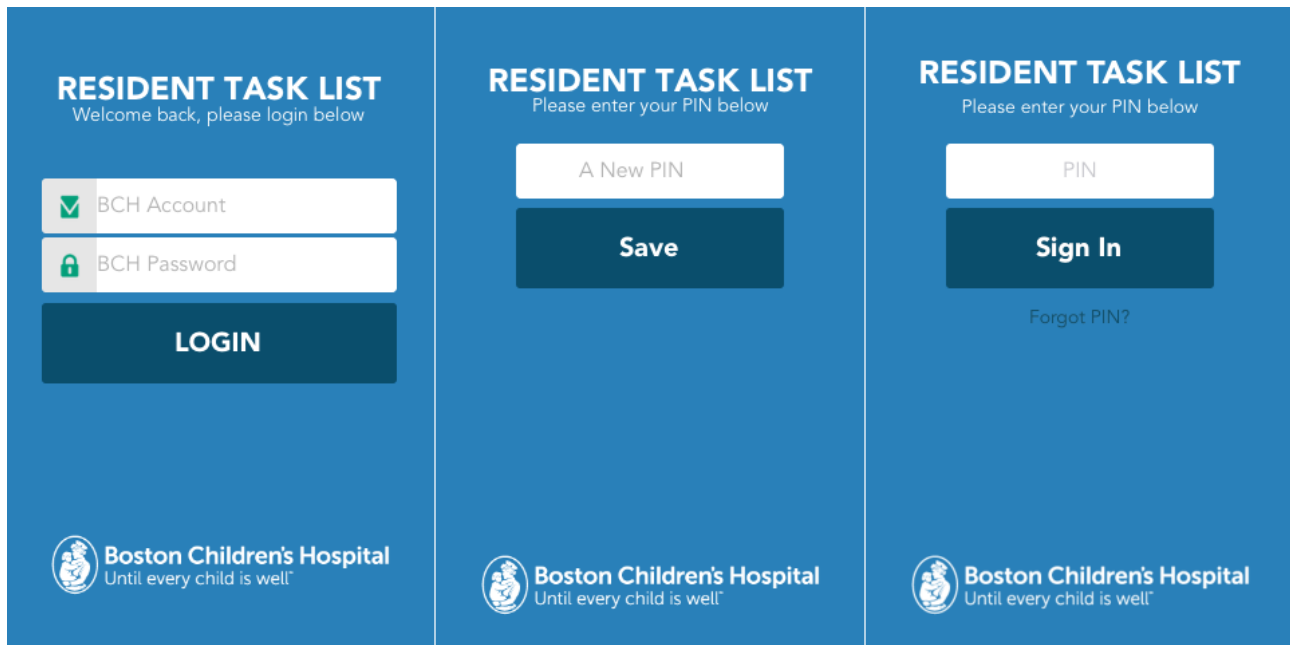 RESIDENT TASK LIST
Welcome back, please login below
BCH Account
BCH Password
LOGIN
Boston Children's Hospital
Until every child is well™
RESIDENT TASK LIST
Please enter your PIN below
A New PIN
Save
Boston Children's Hospital
Until every child is well™
RESIDENT TASK LIST
Please enter your PIN below
PIN
Sign In
Forgot PIN?
Boston Children's Hospital
Until every child is well™